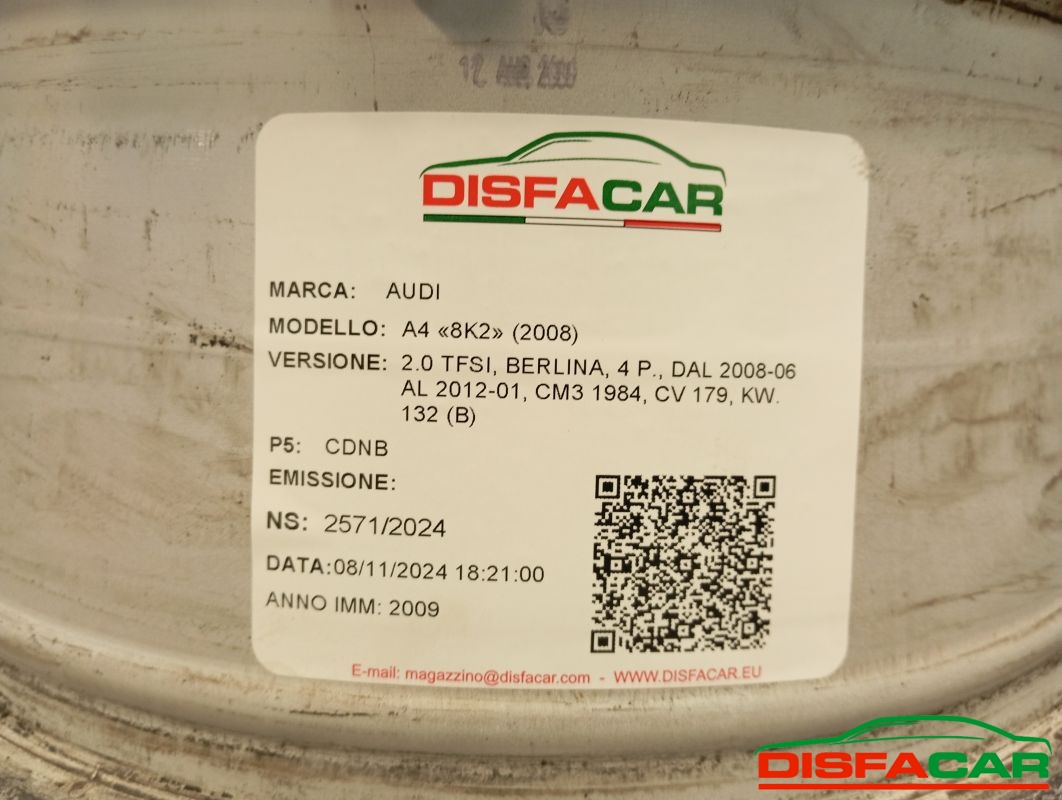 DISFACAR
MARCA: AUDI
MODELLO: A4 «8K2» (2008)
VERSIONE: 2.0 TFSI, BERLINA, 4 P., DAL 2008-06
AL 2012-01, CM3 1984, CV 179, KW.
132 (B)
P5: CDNB
EMISSIONE:
NS: 2571/2024
DATA:08/11/2024 18:21:00
ANNO IMM: 2009
E-mail: magazzino@disfacar.com - WWW.DISFACAR.EU
DISFACAR